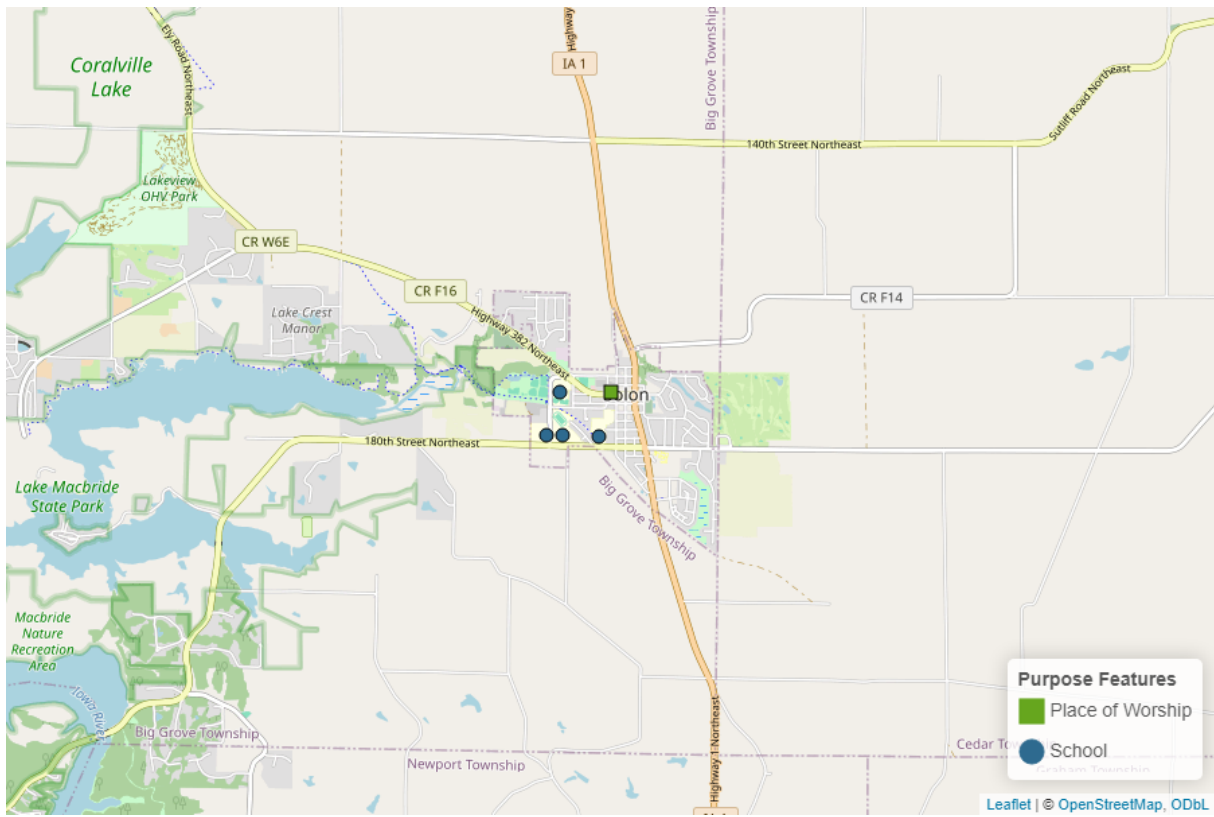 Coralville
Lake
Ely Road Northeast
Highway
IA 1
Big Grove Township
Sutliff Road Northeast
140th Street Northeast
Lakeview
OHV Park
CR W6E
CR F16
CR F14
Lake Crest
Manor
Highway 382 Northeast
180th Street Northeast
Lake Macbride
State Park
Big Grove Township
Macbride
Nature
Recreation
Area
Iowa River
Big Grove Township
Newport Township
Highway 1 Northeast
Purpose Features
Place of Worship
School
Cedar
Graham Township
Leaflet | © OpenStreetMap, ODbL